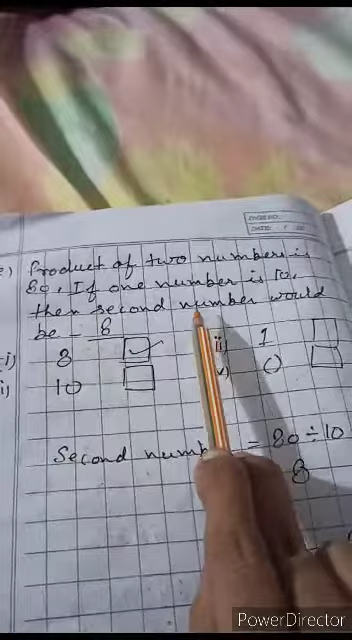 Product of two numbers is
80, If one number is 10,
then second number would
be - 8
i) 8 ii) 1
10 v) 0
Second numb = 80 ÷ 10
8
PowerDirector